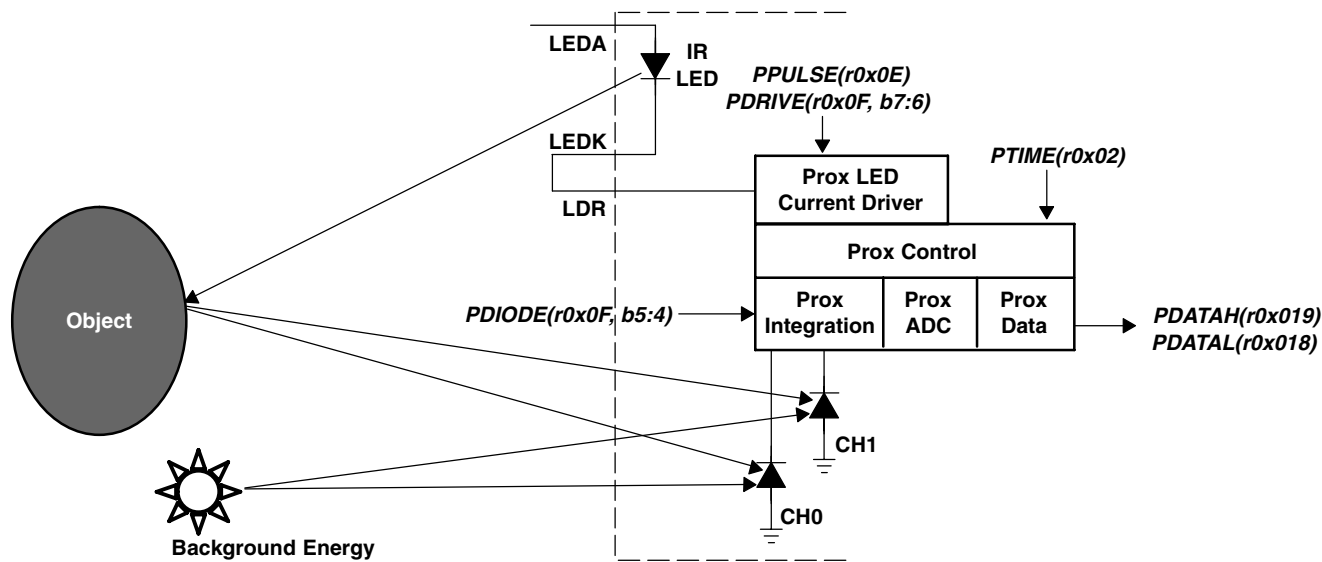 LEDA
IR
LED
PPULSE(r0x0E)
PDRIVE(r0x0F, b7:6)
LEDK
PTIME(r0x02)
Prox LED
Current Driver
LDR
Prox Control
Object
PDIODE(r0x0F, b5:4)
Prox
Integration
Prox
ADC
Prox
Data
PDATAH(r0x019)
PDATAL(r0x018)
CH1
CH0
Background Energy